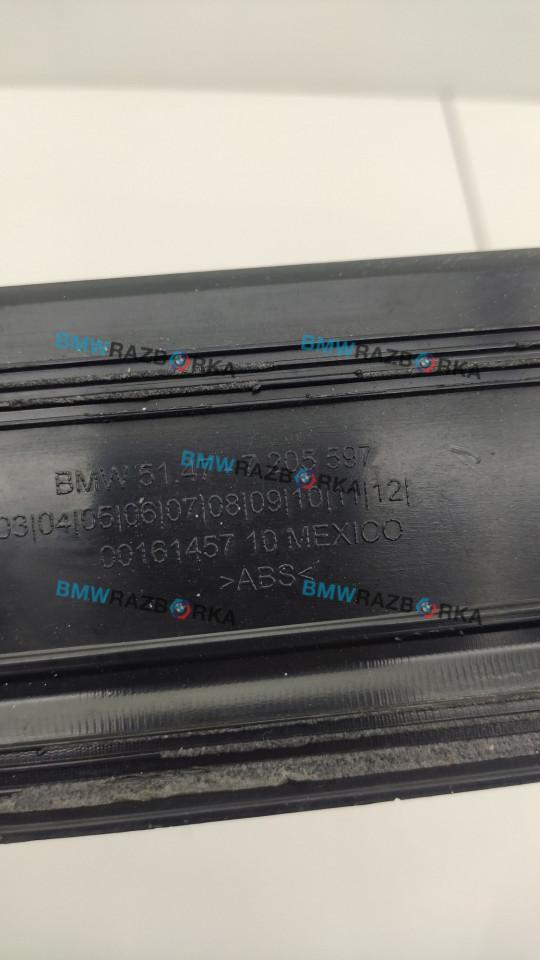 BMWRAZBORKA BMWRAZBORKA
BMW 51.47 7 205 597
03|04|05|06|07|08|09|10|11|12|
00161457 10 MEXICO
>ABS<
BMWRAZBORKA BMWRAZBORKA